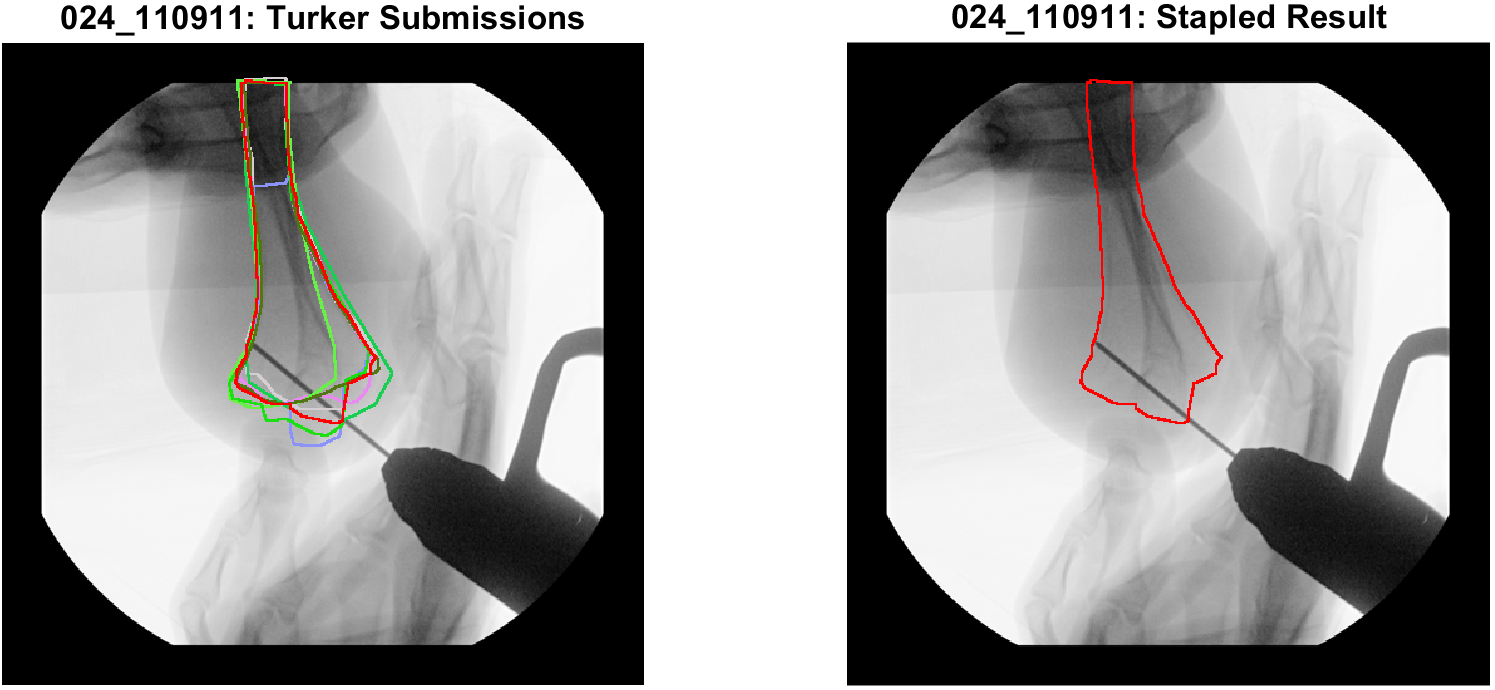 024_110911: Turker Submissions
024_110911: Stapled Result